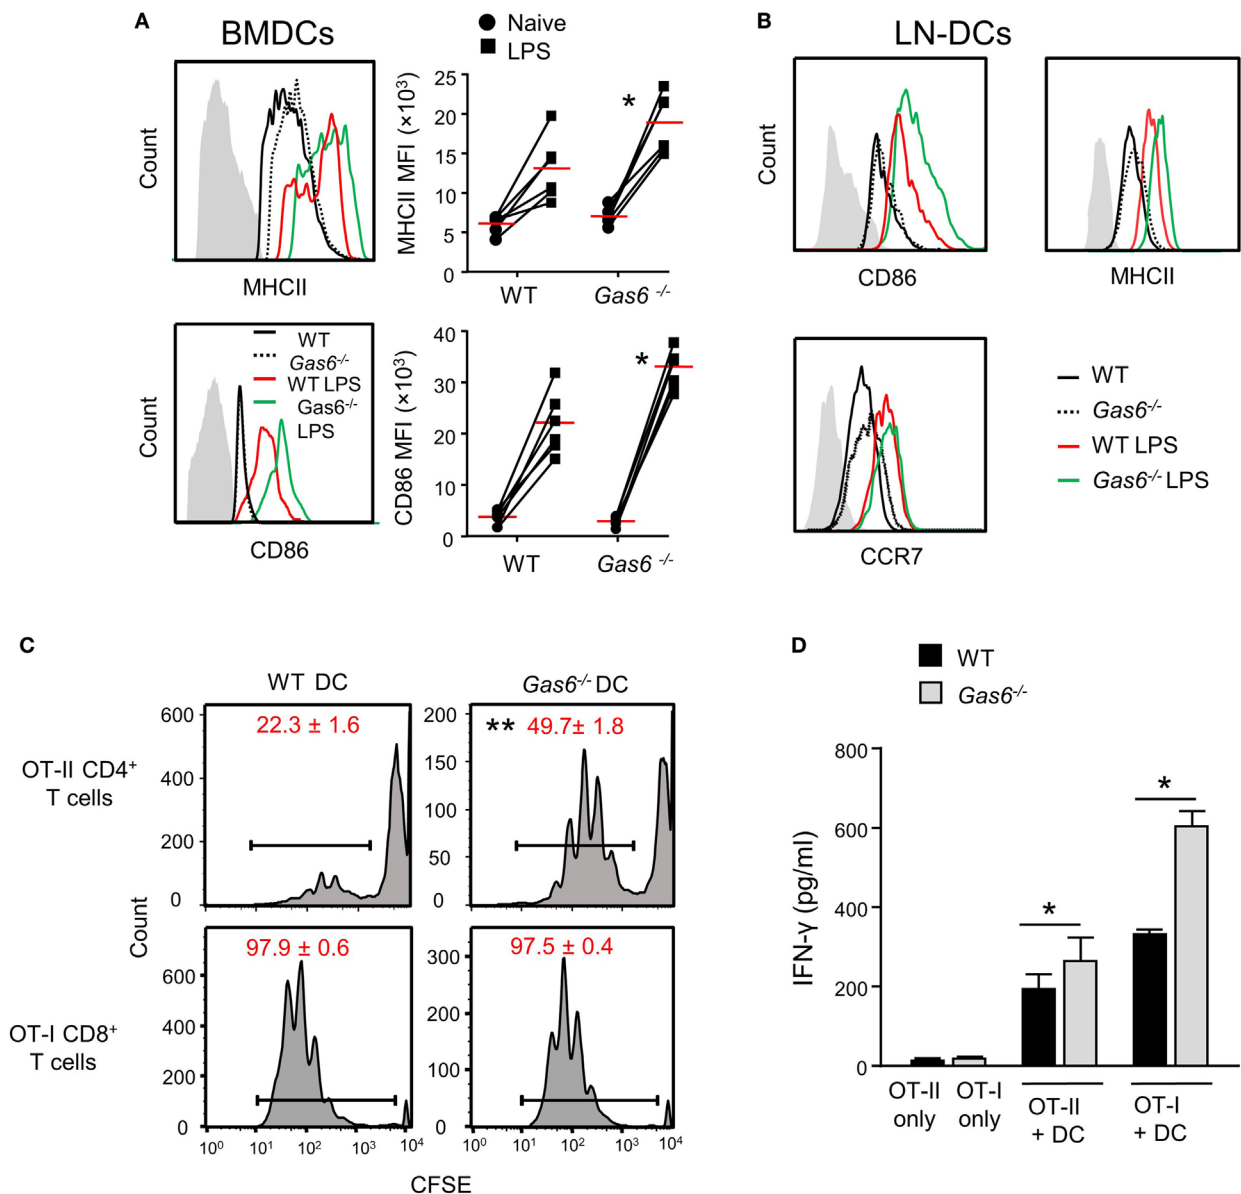 A
BMDCs
Naive
LPS
Count
MHCII
MHCII MFI (×10³)
25
20
15
10
5
0
*
WT
Gas6 -/-
Count
WT
Gas6-/-
WT LPS
Gas6-/-
LPS
CD86
CD86 MFI (×10³)
40
30
20
10
0
*
WT
Gas6 -/-
B
LN-DCs
Count
CD86
MHCII
CCR7
WT
Gas6-/-
WT LPS
Gas6-/- LPS
C
WT DC
Gas6-/- DC
OT-II CD4+
T cells
600
400
200
0
22.3 ± 1.6
200
150
100
50
0
** 49.7± 1.8
Count
OT-I CD8+
T cells
600
400
200
0
97.9 ± 0.6
300
200
100
0
97.5 ± 0.4
10⁰ 10¹ 10² 10³ 10⁴
10⁰ 10¹ 10² 10³ 10⁴
CFSE
D
WT
Gas6-/-
IFN-γ (pg/ml)
800
600
400
200
0
*
*
OT-II
only
OT-I
only
OT-II
+ DC
OT-I
+ DC